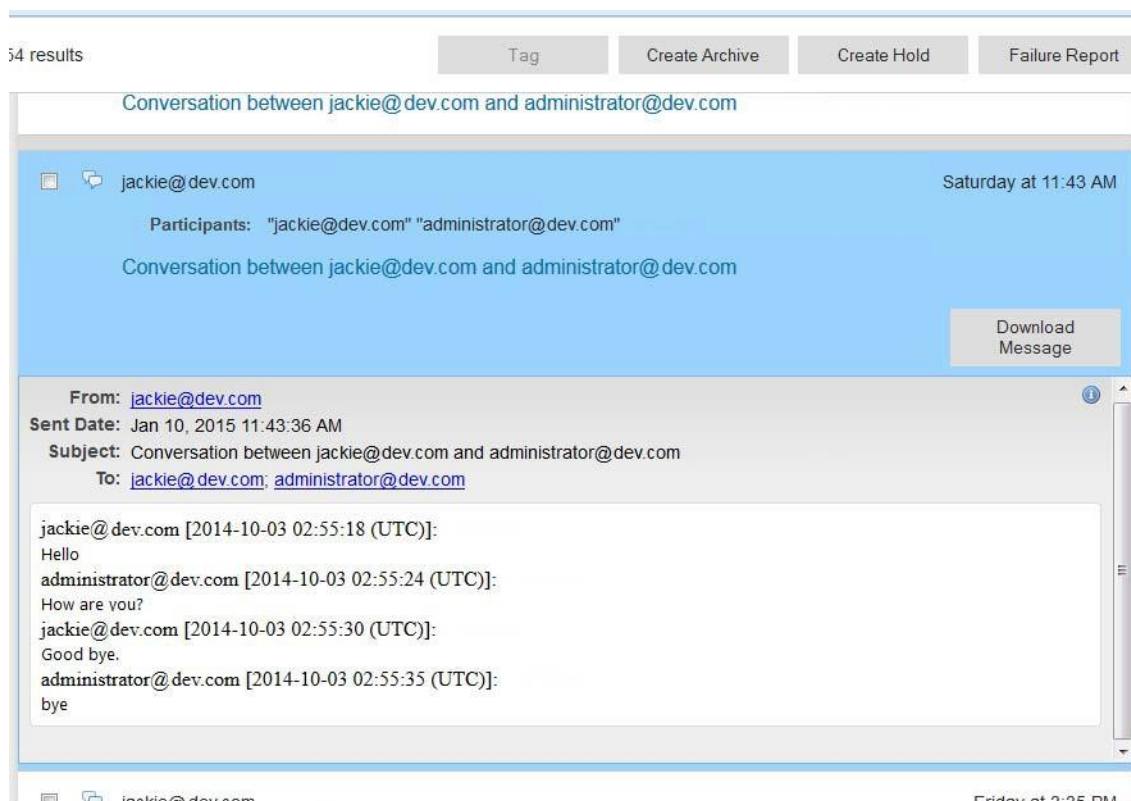 54 results
Tag
Create Archive
Create Hold
Failure Report
Conversation between jackie@dev.com and administrator@dev.com
jackie@dev.com
Saturday at 11:43 AM
Participants: "jackie@dev.com" "administrator@dev.com"
Conversation between jackie@dev.com and administrator@dev.com
Download
Message
From: jackie@dev.com
Sent Date: Jan 10, 2015 11:43:36 AM
Subject: Conversation between jackie@dev.com and administrator@dev.com
To: jackie@dev.com; administrator@dev.com
jackie@dev.com [2014-10-03 02:55:18 (UTC)]:
Hello
administrator@dev.com [2014-10-03 02:55:24 (UTC)]:
How are you?
jackie@dev.com [2014-10-03 02:55:30 (UTC)]:
Good bye.
administrator@dev.com [2014-10-03 02:55:35 (UTC)]:
bye
jackie@dev.com
Friday at PM